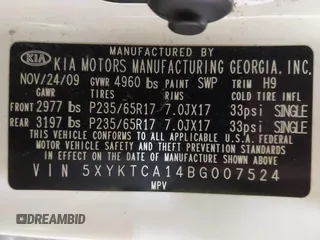 MANUFACTURED BY
KIA KIA MOTORS MANUFACTURING GEORGIA, INC.
NOV/24/09 GVWR 4960 lbs PAINT SWP TRIM H9
GAWR TIRES RIMS COLD TIRE INFL
FRONT 2977 lbs P235/65R17 7.0JX17 33psi SINGLE
REAR 3197 lbs P235/65R17 7.0JX17 33psi SINGLE
THIS VEHICLE CONFORMS TO ALL APPLICABLE U.S.A. FEDERAL
MOTOR VEHICLE SAFETY AND THEFT PREVENTION STANDARDS
IN EFFECT ON THE DATE OF MANUFACTURE SHOWN ABOVE.
VIN 5XYKTCA14BG007524
MPV
DREAMBID